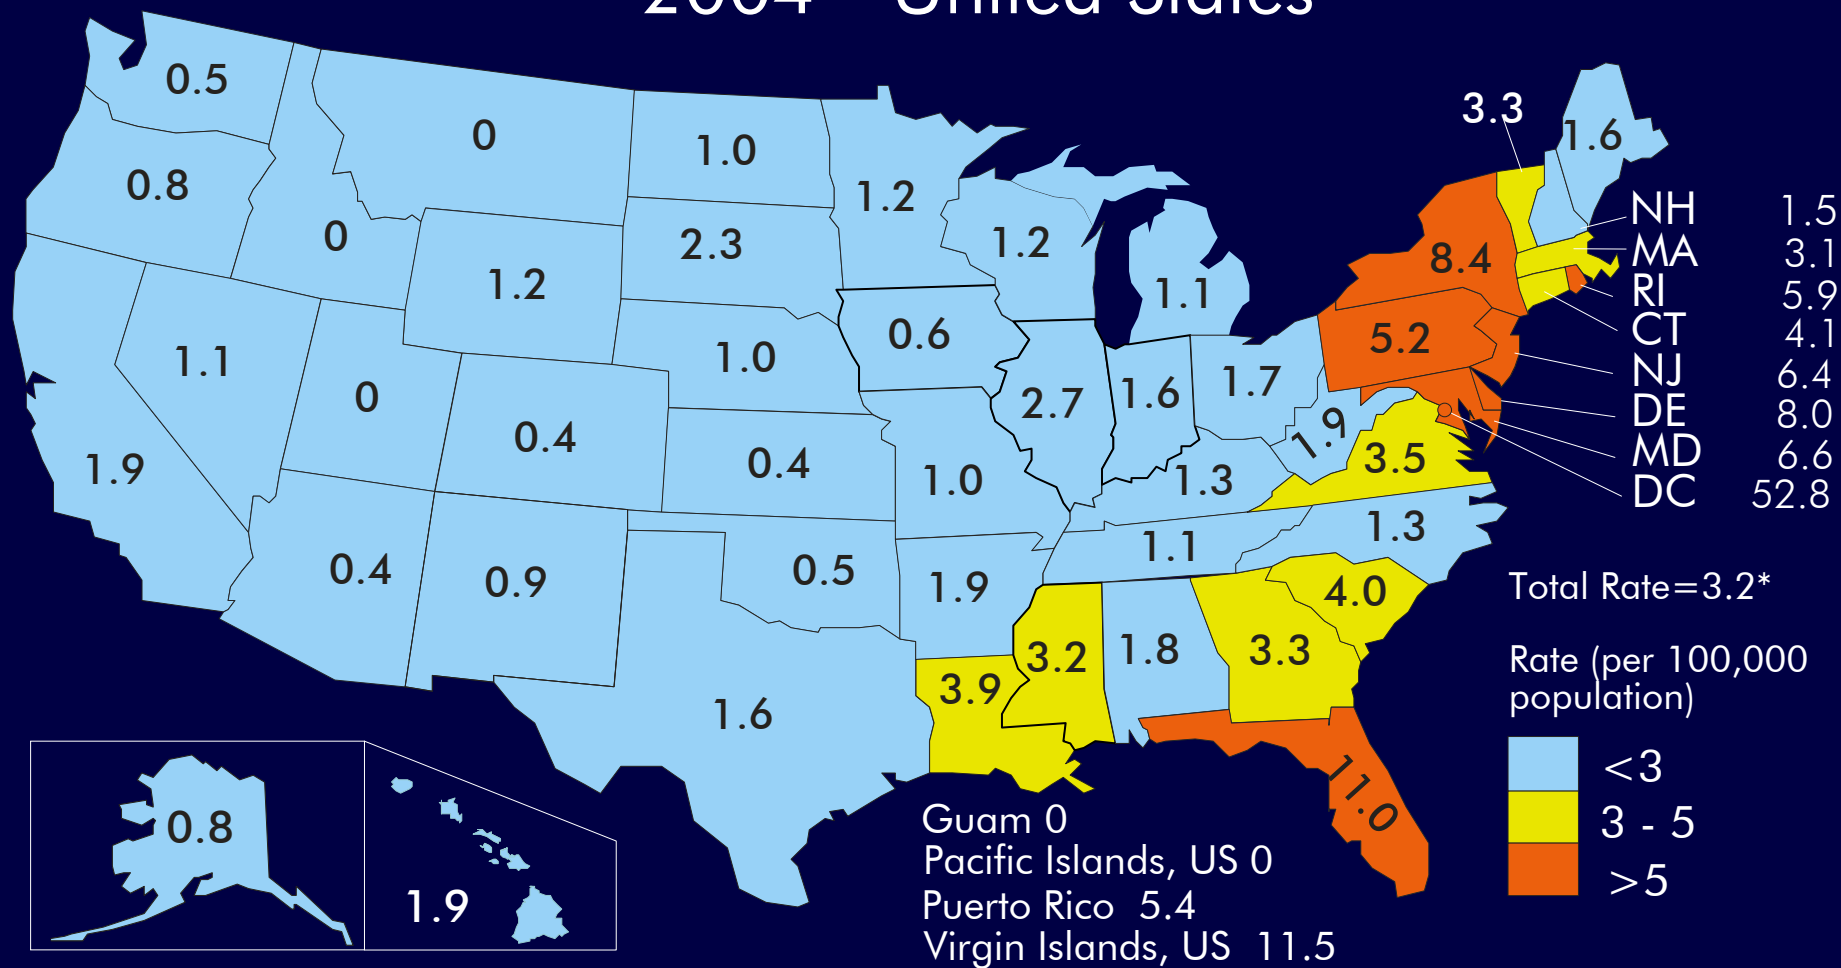 2004 United States
0.5
0
1.0
3.3
1.6
0.8
1.2
NH 1.5
0
2.3
1.2
MA 3.1
8.4
1.2
1.1
RI 5.9
0.6
5.2
CT 4.1
1.1
1.0
NJ 6.4
0
2.7
1.6
1.7
DE 8.0
0.4
1.9
MD 6.6
1.9
0.4
1.0
1.3
3.5
DC 52.8
1.3
0.4
0.9
0.5
1.9
1.1
4.0
Total Rate=3.2*
3.2
1.8
3.3
Rate (per 100,000
population)
3.9
1.6
<3
11.0
3 - 5
>5
0.8
1.9
Guam 0
Pacific Islands, US 0
Puerto Rico 5.4
Virgin Islands, US 11.5